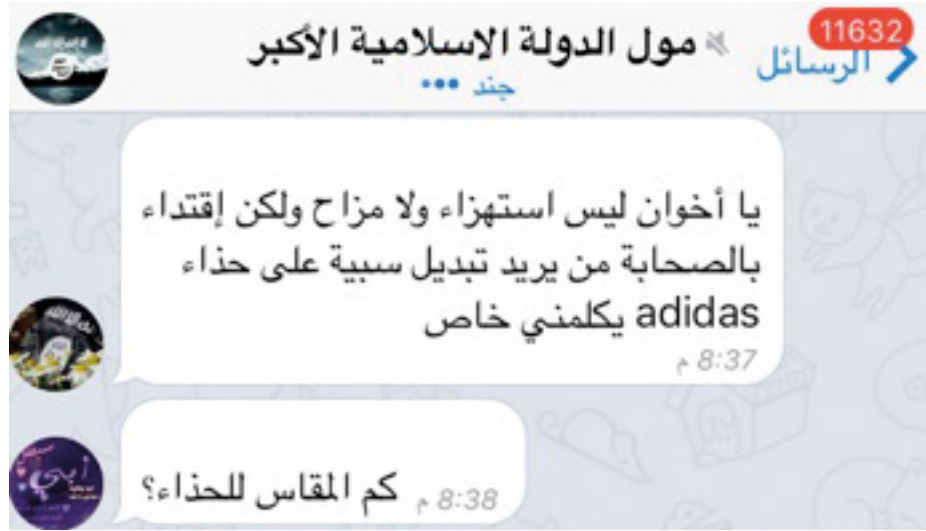 11632
الرسائل
مول الدولة الاسلامية الأكبر
جند
يا أخوان ليس استهزاء ولا مزاح ولكن إقتداء
بالصحابة من يريد تبديل سبية على حذاء
adidas يكلمني خاص
8:37 م
كم المقاس للحذاء؟
8:38 م